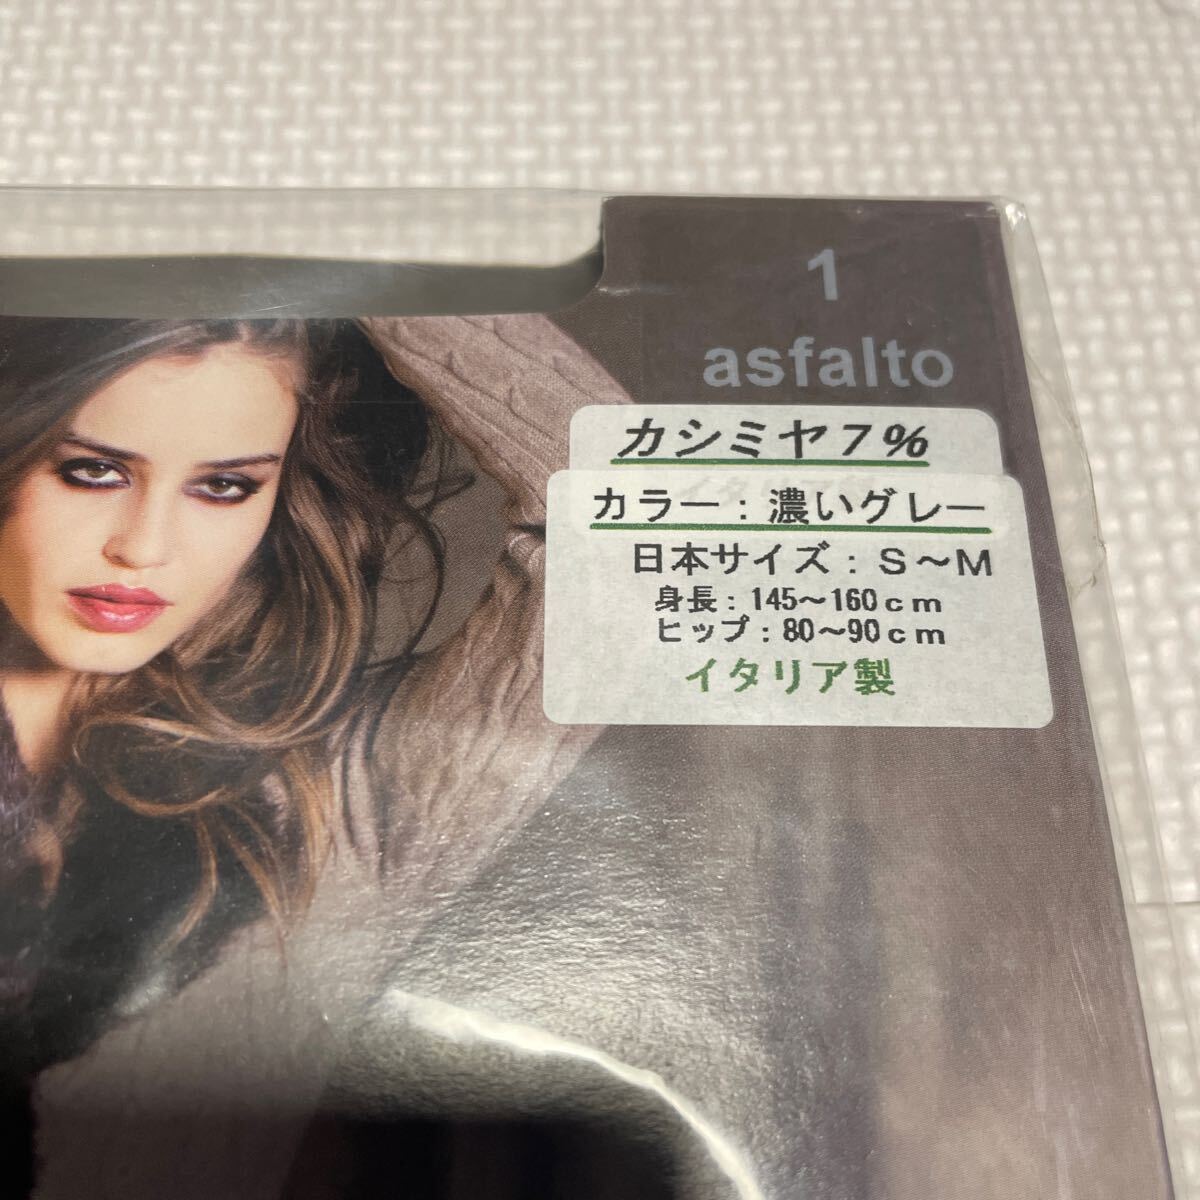 1
asfalto
カシミヤ7%
カラー：濃いグレー
日本サイズ：S～M
身長：145～160cm
ヒップ：80～90cm
イタリア製